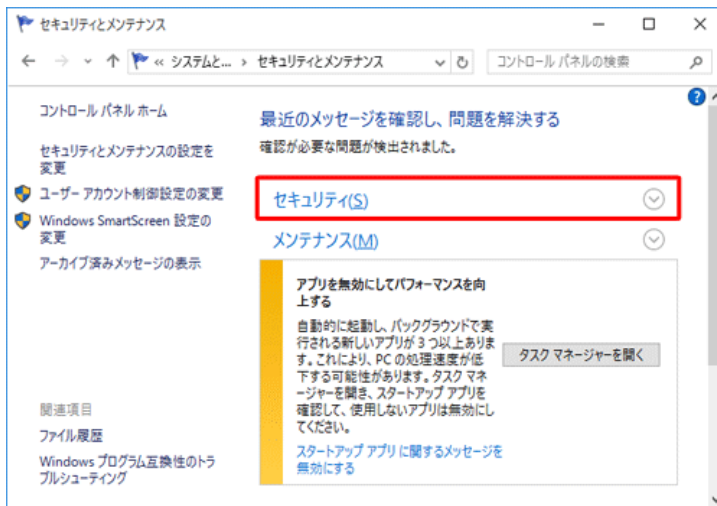 セキュリティとメンテナンス
« システムと... › セキュリティとメンテナンス
コントロール パネルの検索
コントロール パネル ホーム
セキュリティとメンテナンスの設定を
変更
ユーザー アカウント制御設定の変更
Windows SmartScreen 設定の
変更
アーカイブ済みメッセージの表示
関連項目
ファイル履歴
Windows プログラム互換性のトラ
ブルシューティング
最近のメッセージを確認し、問題を解決する
確認が必要な問題が検出されました。
セキュリティ(S)
メンテナンス(M)
アプリを無効にしてパフォーマンスを向
上する
自動的に起動し、バックグラウンドで実
行される新しいアプリが 3 つ以上ありま
す。これにより、PC の処理速度が低
下する可能性があります。タスク マネ
ージャーを開き、スタートアップ アプリを
確認して、使用しないアプリは無効にし
てください。
スタートアップ アプリ に関するメッセージを
無効にする
タスク マネージャーを開く